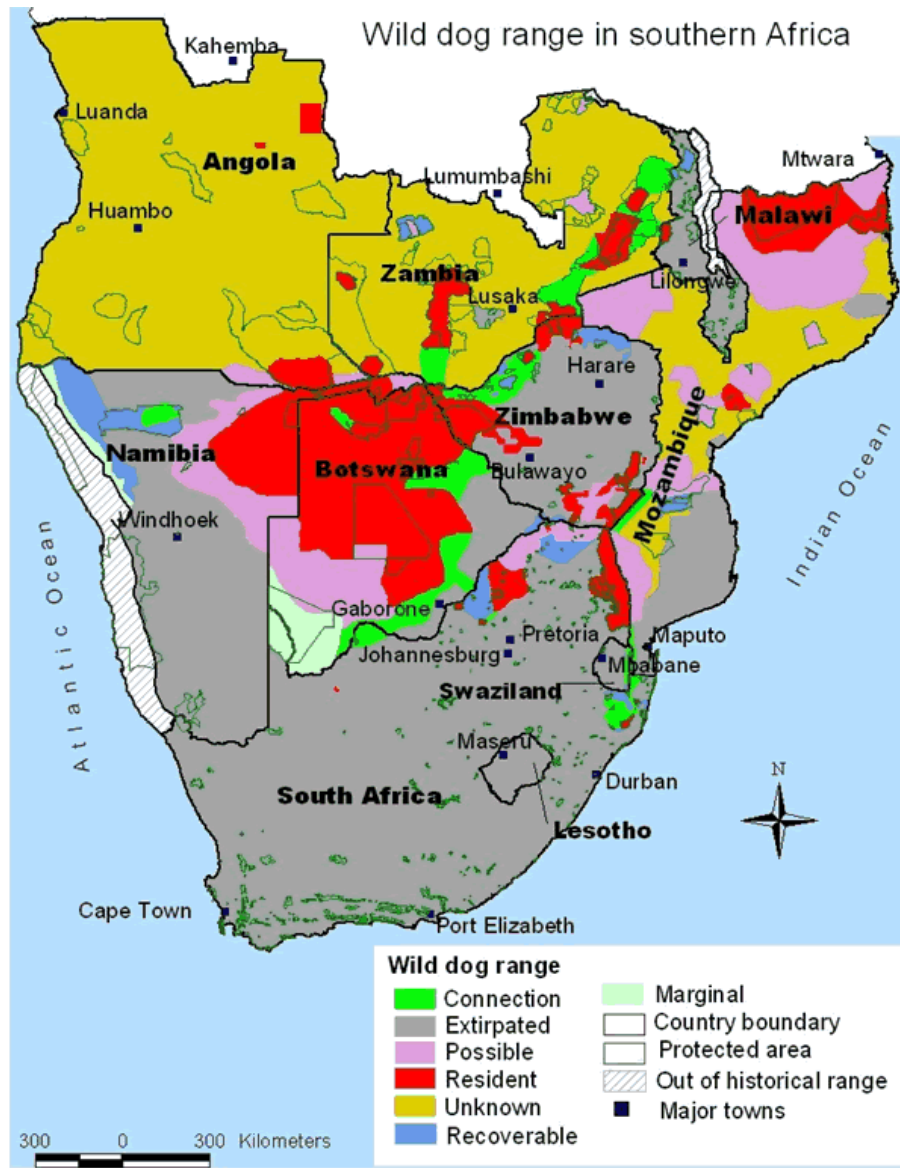 Wild dog range in southern Africa
Kahemba
Luanda
Angola
Mtwara
Lumumbashi
Huambo
Malawi
Zambia
Lilongwe
Lusaka
Harare
Zimbabwe
Namibia
Botswana
Bulawayo
Mozambique
Windhoek
Indian Ocean
Atlantic Ocean
Gaborone
Pretoria
Maputo
Johannesburg
Mbabane
Swaziland
Maseru
N
Durban
South Africa
Lesotho
Cape Town
Port Elizabeth
Wild dog range
Connection
Extirpated
Possible
Resident
Unknown
Recoverable
Marginal
Country boundary
Protected area
Out of historical range
Major towns
300 0 300 Kilometers